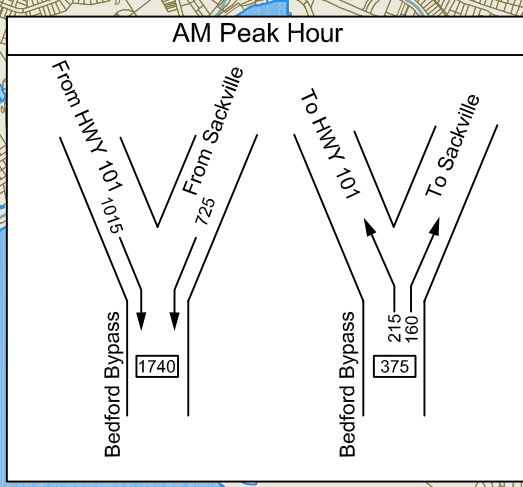 AM Peak Hour
From HWY 101
1015
From Sackville
725
Bedford Bypass
1740
To HWY 101
To Sackville
215
160
Bedford Bypass
375